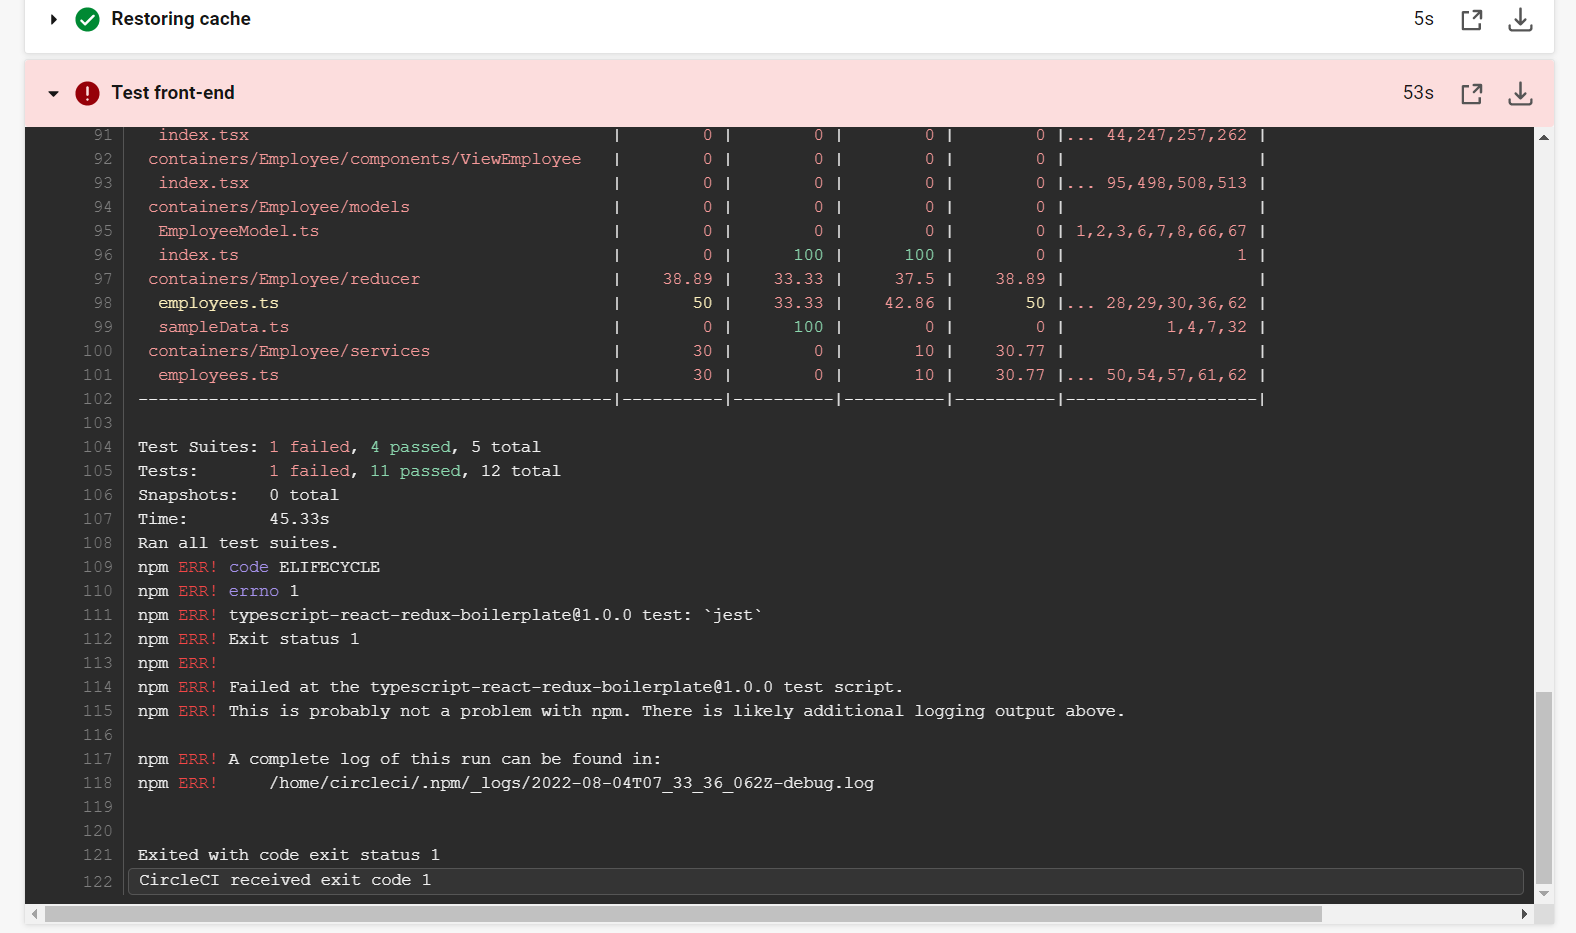 Restoring cache 5s
Test front-end 53s
91 index.tsx | 0 | 0 | 0 | 0 |... 44,247,257,262 |
92 containers/Employee/components/ViewEmployee | 0 | 0 | 0 | 0 | |
93 index.tsx | 0 | 0 | 0 | 0 |... 95,498,508,513 |
94 containers/Employee/models | 0 | 0 | 0 | 0 | |
95 EmployeeModel.ts | 0 | 0 | 0 | 0 | 1,2,3,6,7,8,66,67 |
96 index.ts | 0 | 100 | 100 | 0 | 1 |
97 containers/Employee/reducer | 38.89 | 33.33 | 37.5 | 38.89 | |
98 employees.ts | 50 | 33.33 | 42.86 | 50 |... 28,29,30,36,62 |
99 sampleData.ts | 0 | 100 | 0 | 0 | 1,4,7,32 |
100 containers/Employee/services | 30 | 0 | 10 | 30.77 | |
101 employees.ts | 30 | 0 | 10 | 30.77 |... 50,54,57,61,62 |
102 -----------------------------------------------|----------|----------|----------|----------|-------------------|
103
104 Test Suites: 1 failed, 4 passed, 5 total
105 Tests: 1 failed, 11 passed, 12 total
106 Snapshots: 0 total
107 Time: 45.33s
108 Ran all test suites.
109 npm ERR! code ELIFECYCLE
110 npm ERR! errno 1
111 npm ERR! typescript-react-redux-boilerplate@1.0.0 test: `jest`
112 npm ERR! Exit status 1
113 npm ERR!
114 npm ERR! Failed at the typescript-react-redux-boilerplate@1.0.0 test script.
115 npm ERR! This is probably not a problem with npm. There is likely additional logging output above.
116
117 npm ERR! A complete log of this run can be found in:
118 npm ERR! /home/circleci/.npm/_logs/2022-08-04T07_33_36_062Z-debug.log
119
120
121 Exited with code exit status 1
122 CircleCI received exit code 1